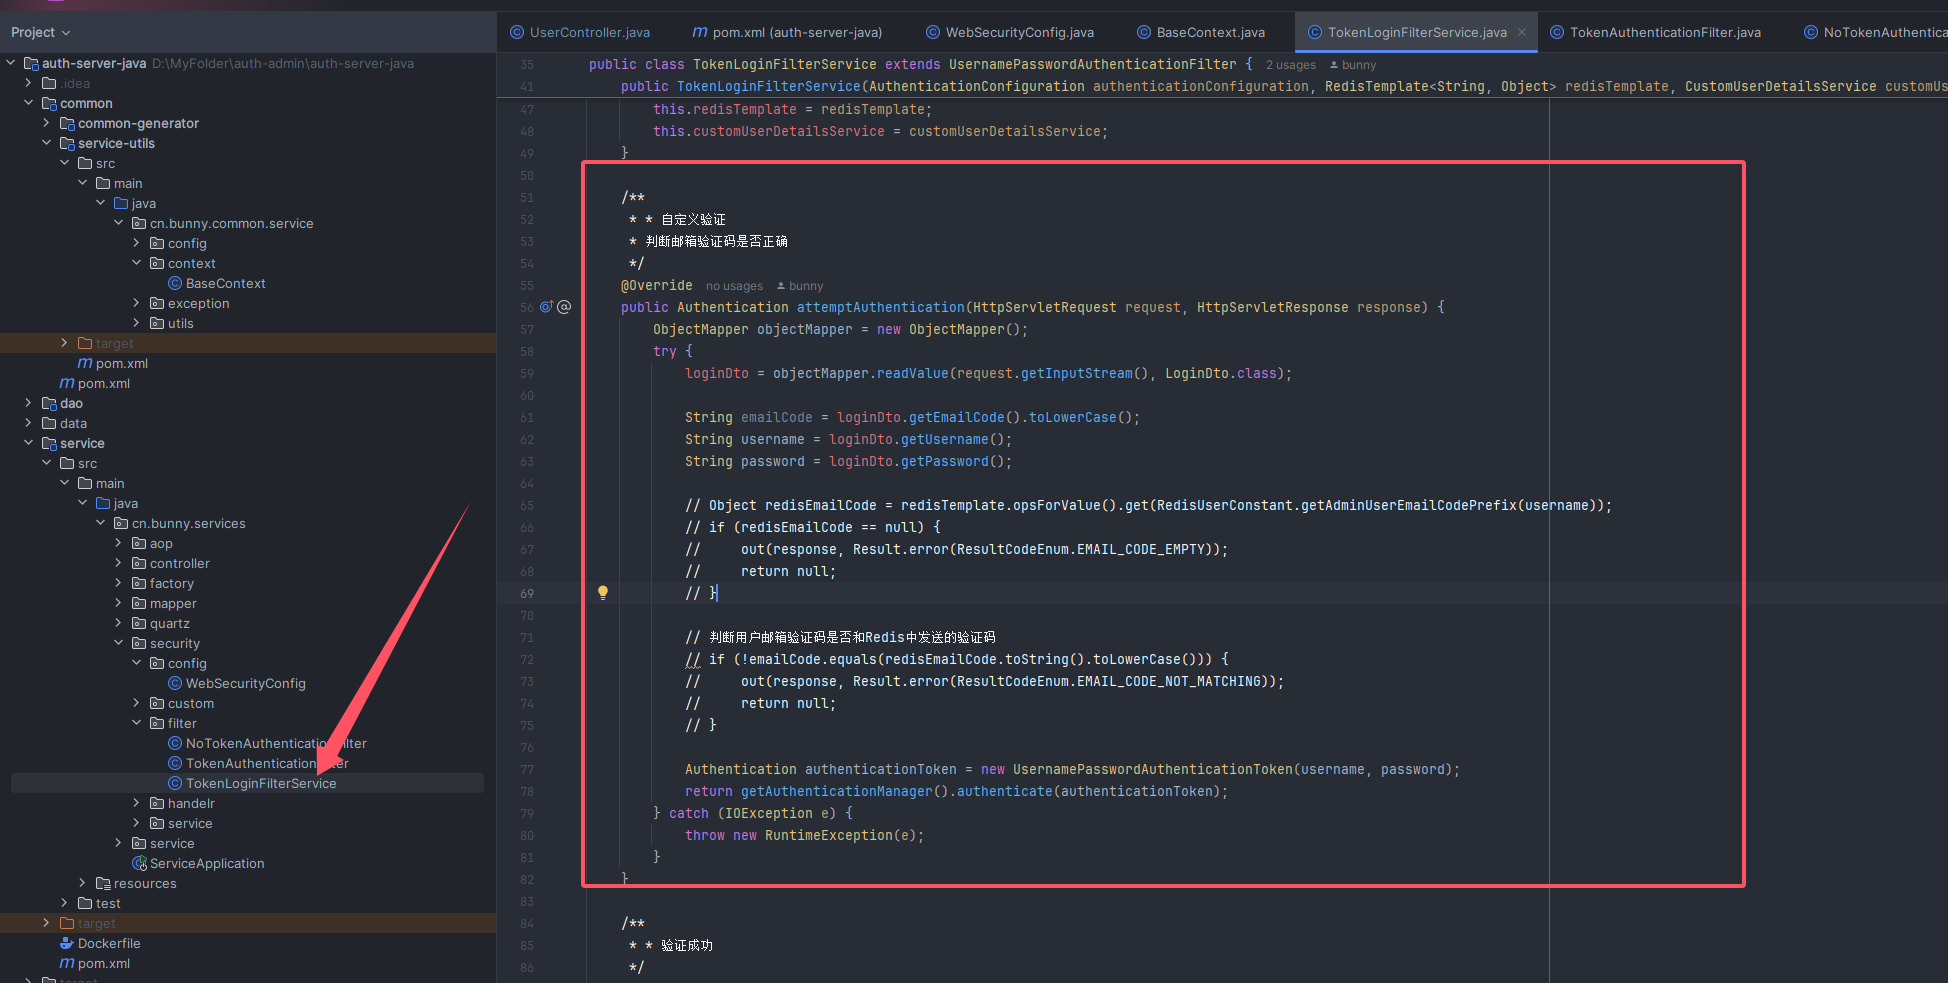 Project
auth-server-java D:\MyFolder\auth-admin\auth-server-java
.idea
common
common-generator
service-utils
src
main
java
cn.bunny.common.service
config
context
BaseContext
exception
utils
target
pom.xml
pom.xml
dao
data
service
src
main
java
cn.bunny.services
aop
controller
factory
mapper
quartz
security
config
WebSecurityConfig
custom
filter
NoTokenAuthenticatio lter
TokenAuthentication ter
TokenLoginFilterService
handelr
service
service
ServiceApplication
resources
test
target
Dockerfile
pom.xml
target
UserController.java pom.xml (auth-server-java) WebSecurityConfig.java BaseContext.java TokenLoginFilterService.java TokenAuthenticationFilter.java NoTokenAuthentica
35 public class TokenLoginFilterService extends UsernamePasswordAuthenticationFilter { 2 usages bunny
41 public TokenLoginFilterService(AuthenticationConfiguration authenticationConfiguration, RedisTemplate<String, Object> redisTemplate, CustomUserDetailsService customUs
47 this.redisTemplate = redisTemplate;
48 this.customUserDetailsService = customUserDetailsService;
49 }
50
51 /**
52 * * 自定义验证
53 * 判断邮箱验证码是否正确
54 */
55 @Override no usages bunny
56 public Authentication attemptAuthentication(HttpServletRequest request, HttpServletResponse response) {
57 ObjectMapper objectMapper = new ObjectMapper();
58 try {
59 loginDto = objectMapper.readValue(request.getInputStream(), LoginDto.class);
60
61 String emailCode = loginDto.getEmailCode().toLowerCase();
62 String username = loginDto.getUsername();
63 String password = loginDto.getPassword();
64
65 // Object redisEmailCode = redisTemplate.opsForValue().get(RedisUserConstant.getAdminUserEmailCodePrefix(username));
66 // if (redisEmailCode == null) {
67 // out(response, Result.error(ResultCodeEnum.EMAIL_CODE_EMPTY));
68 // return null;
69 // }
70
71 // 判断用户邮箱验证码是否和Redis中发送的验证码
72 // if (!emailCode.equals(redisEmailCode.toString().toLowerCase())) {
73 // out(response, Result.error(ResultCodeEnum.EMAIL_CODE_NOT_MATCHING));
74 // return null;
75 // }
76
77 Authentication authenticationToken = new UsernamePasswordAuthenticationToken(username, password);
78 return getAuthenticationManager().authenticate(authenticationToken);
79 } catch (IOException e) {
80 throw new RuntimeException(e);
81 }
82 }
83
84 /**
85 * * 验证成功
86 */